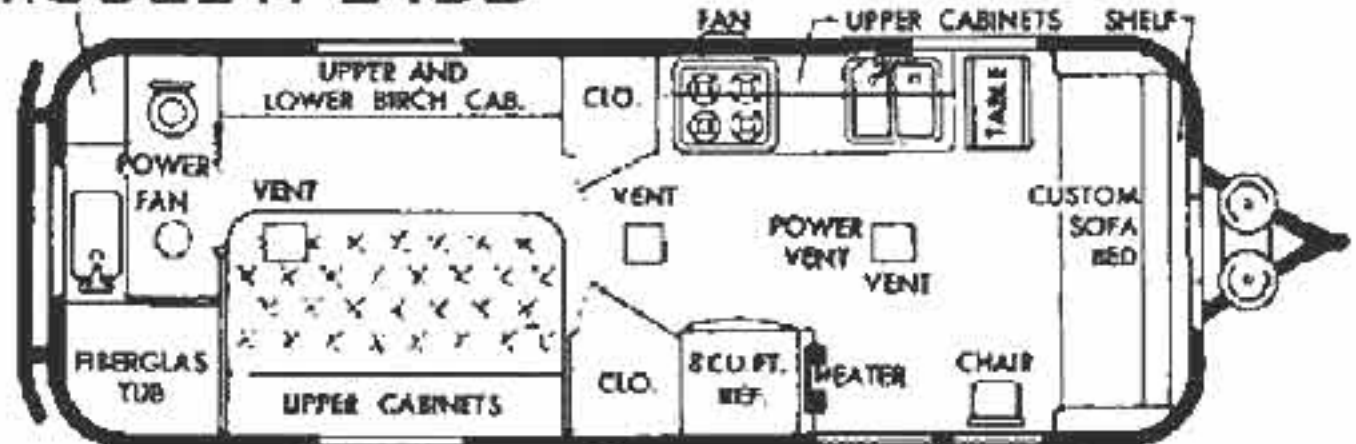 FAN
UPPER CABINETS
SHELF
UPPER AND
LOWER BIRCH CAB.
CLO.
TABLE
POWER
FAN
VENT
VENT
POWER
VENT
VENT
CUSTOM
SOFA
BED
FIBERGLAS
TUB
UPPER CABINETS
CLO.
8 CU. FT.
REF.
HEATER
CHAIR